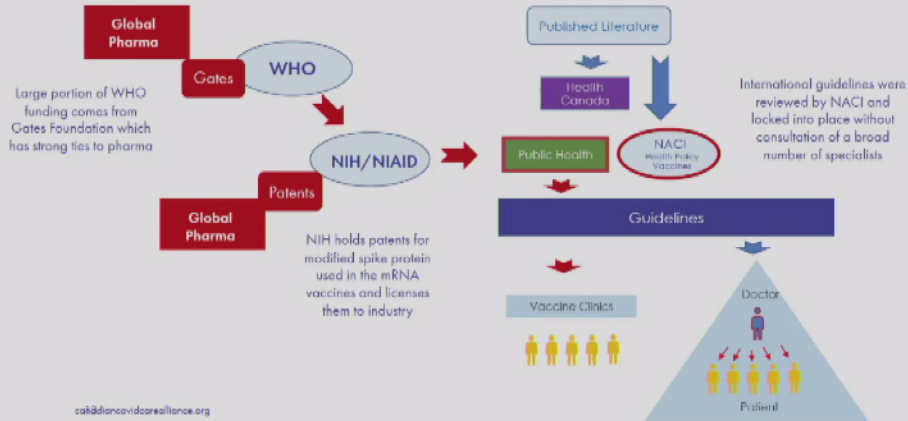 Global
Pharma
Gates
WHO
Large portion of WHO
funding comes from
Gates Foundation which
has strong ties to pharma
NIH/NIAID
Patents
Global
Pharma
NIH holds patents for
modified spike protein
used in the mRNA
vaccines and licenses
them to industry
Published Literature
Health
Canada
Public Health
NACI
Health Policy
Vaccines
International guidelines were
reviewed by NACI and
locked into place without
consultation of a broad
number of specialists
Guidelines
Vaccine Clinics
Doctor
Patient